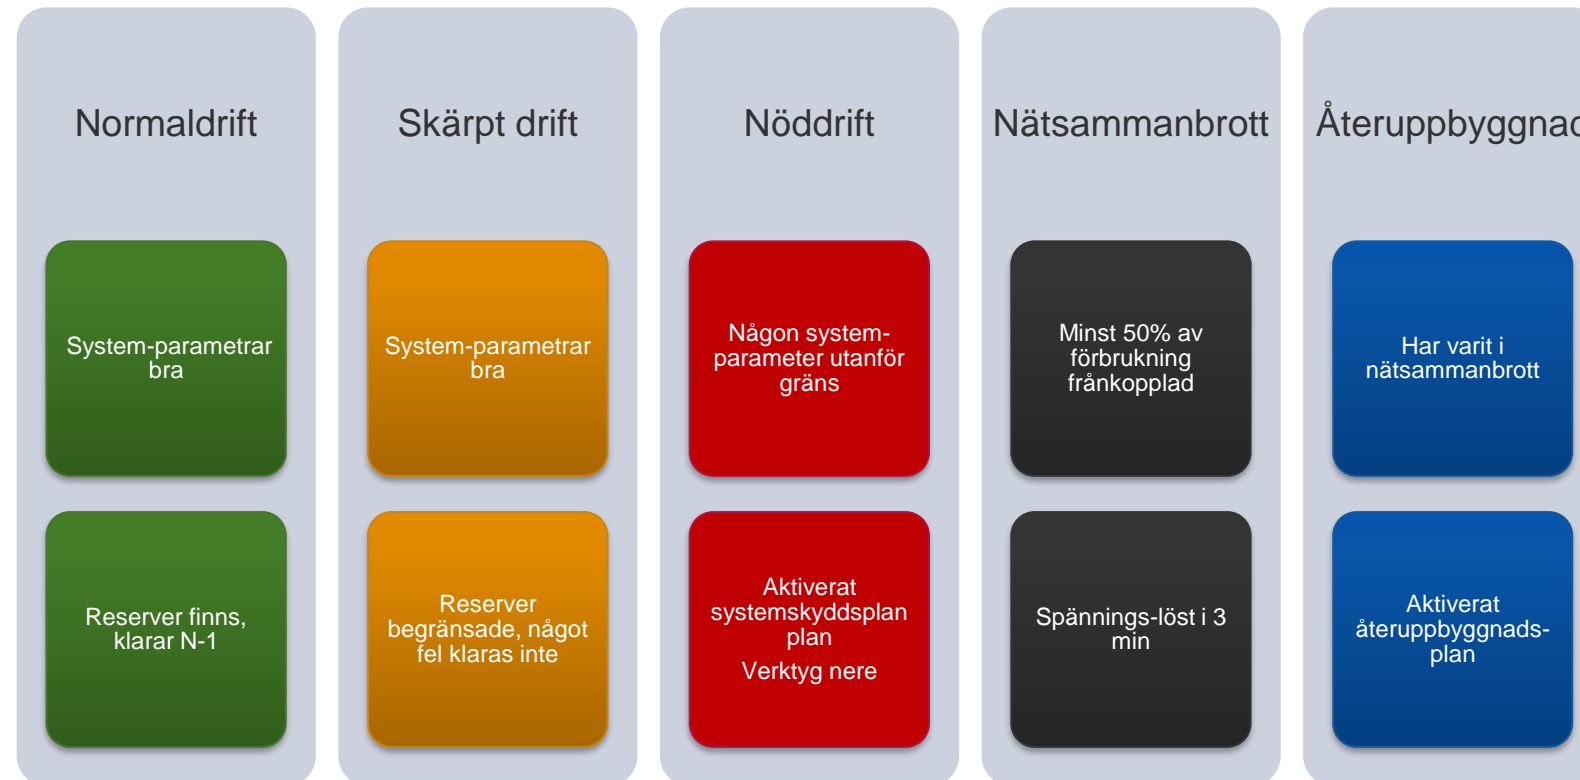 Normaldrift
Skärpt drift
Nöddrift
Nätsammanbrott
Återuppbyggnad
System-parametrar
bra
System-parametrar
bra
Någon system-
parameter utanför
gräns
Minst 50% av
förbrukning
frånkopplad
Har varit i
nätsammanbrott
Reserver finns,
klarar N-1
Reserver
begränsade, något
fel klaras inte
Aktiverat
systemskyddsplan
plan
Verktyg nere
Spännings-löst i 3
min
Aktiverat
återuppbyggnads-
plan